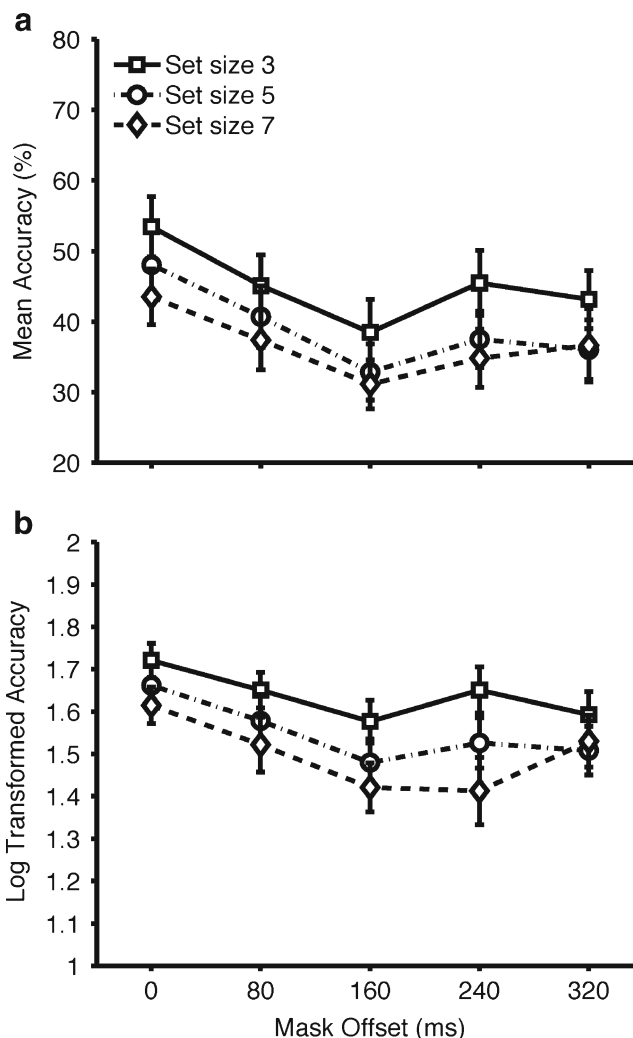 a
80
70
60
50
40
30
20
Mean Accuracy (%)
Set size 3
Set size 5
Set size 7
b
2
1.9
1.8
1.7
1.6
1.5
1.4
1.3
1.2
1.1
1
Log Transformed Accuracy
0 80 160 240 320
Mask Offset (ms)